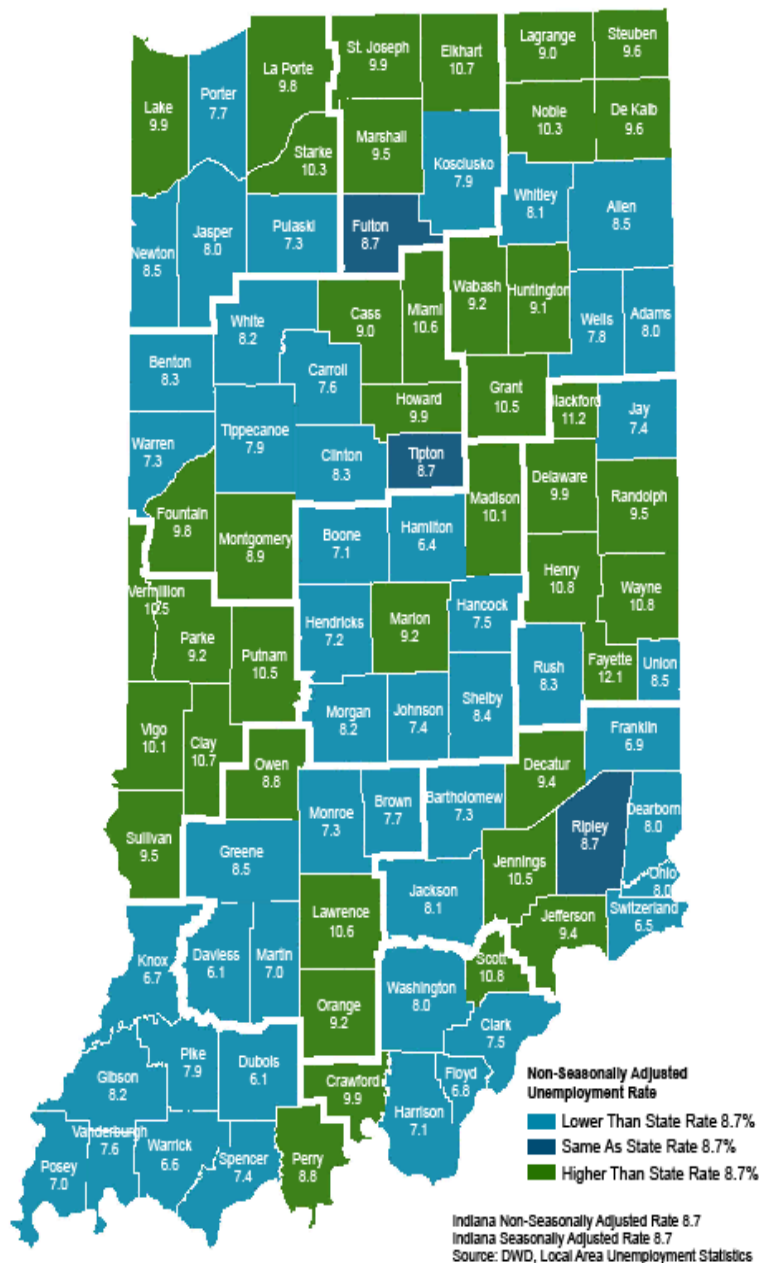 St. Joseph
9.9
Elkhart
10.7
Lagrange
9.0
Steuben
9.6
La Porte
9.8
Porter
7.7
Lake
9.9
Noble
10.3
De Kalb
9.6
Marshall
9.5
Starke
10.3
Kosciusko
7.9
Whitley
8.1
Allen
8.5
Newton
8.5
Jasper
8.0
Pulaski
7.3
Fulton
8.7
Wabash
9.2
Huntington
9.1
Wells
7.8
Adams
8.0
White
8.2
Cass
9.0
Miami
10.6
Benton
8.3
Carroll
7.6
Grant
10.5
Howard
9.9
Blackford
11.2
Jay
7.4
Warren
7.3
Tippecanoe
7.9
Clinton
8.3
Tipton
8.7
Madison
10.1
Delaware
9.9
Randolph
9.5
Fountain
9.8
Montgomery
8.9
Boone
7.1
Hamilton
6.4
Henry
10.8
Wayne
10.8
Vermillion
10.5
Hendricks
7.2
Marion
9.2
Hancock
7.5
Parke
9.2
Putnam
10.5
Rush
8.3
Fayette
12.1
Union
8.5
Vigo
10.1
Clay
10.7
Morgan
8.2
Johnson
7.4
Shelby
8.4
Franklin
6.9
Owen
8.8
Decatur
9.4
Monroe
7.3
Brown
7.7
Bartholomew
7.3
Ripley
8.7
Dearborn
8.0
Sullivan
9.5
Greene
8.5
Jennings
10.5
Ohio
8.0
Jackson
8.1
Switzerland
6.5
Lawrence
10.6
Jefferson
9.4
Knox
6.7
Daviess
6.1
Martin
7.0
Scott
10.8
Washington
8.0
Orange
9.2
Clark
7.5
Pike
7.9
Dubois
6.1
Gibson
8.2
Crawford
9.9
Floyd
6.8
Harrison
7.1
Vanderburgh
7.6
Warrick
6.6
Posey
7.0
Spencer
7.4
Perry
8.8
Non-Seasonally Adjusted
Unemployment Rate
Lower Than State Rate 8.7%
Same As State Rate 8.7%
Higher Than State Rate 8.7%
Indiana Non-Seasonally Adjusted Rate 8.7
Indiana Seasonally Adjusted Rate 8.7
Source: DWD, Local Area Unemployment Statistics